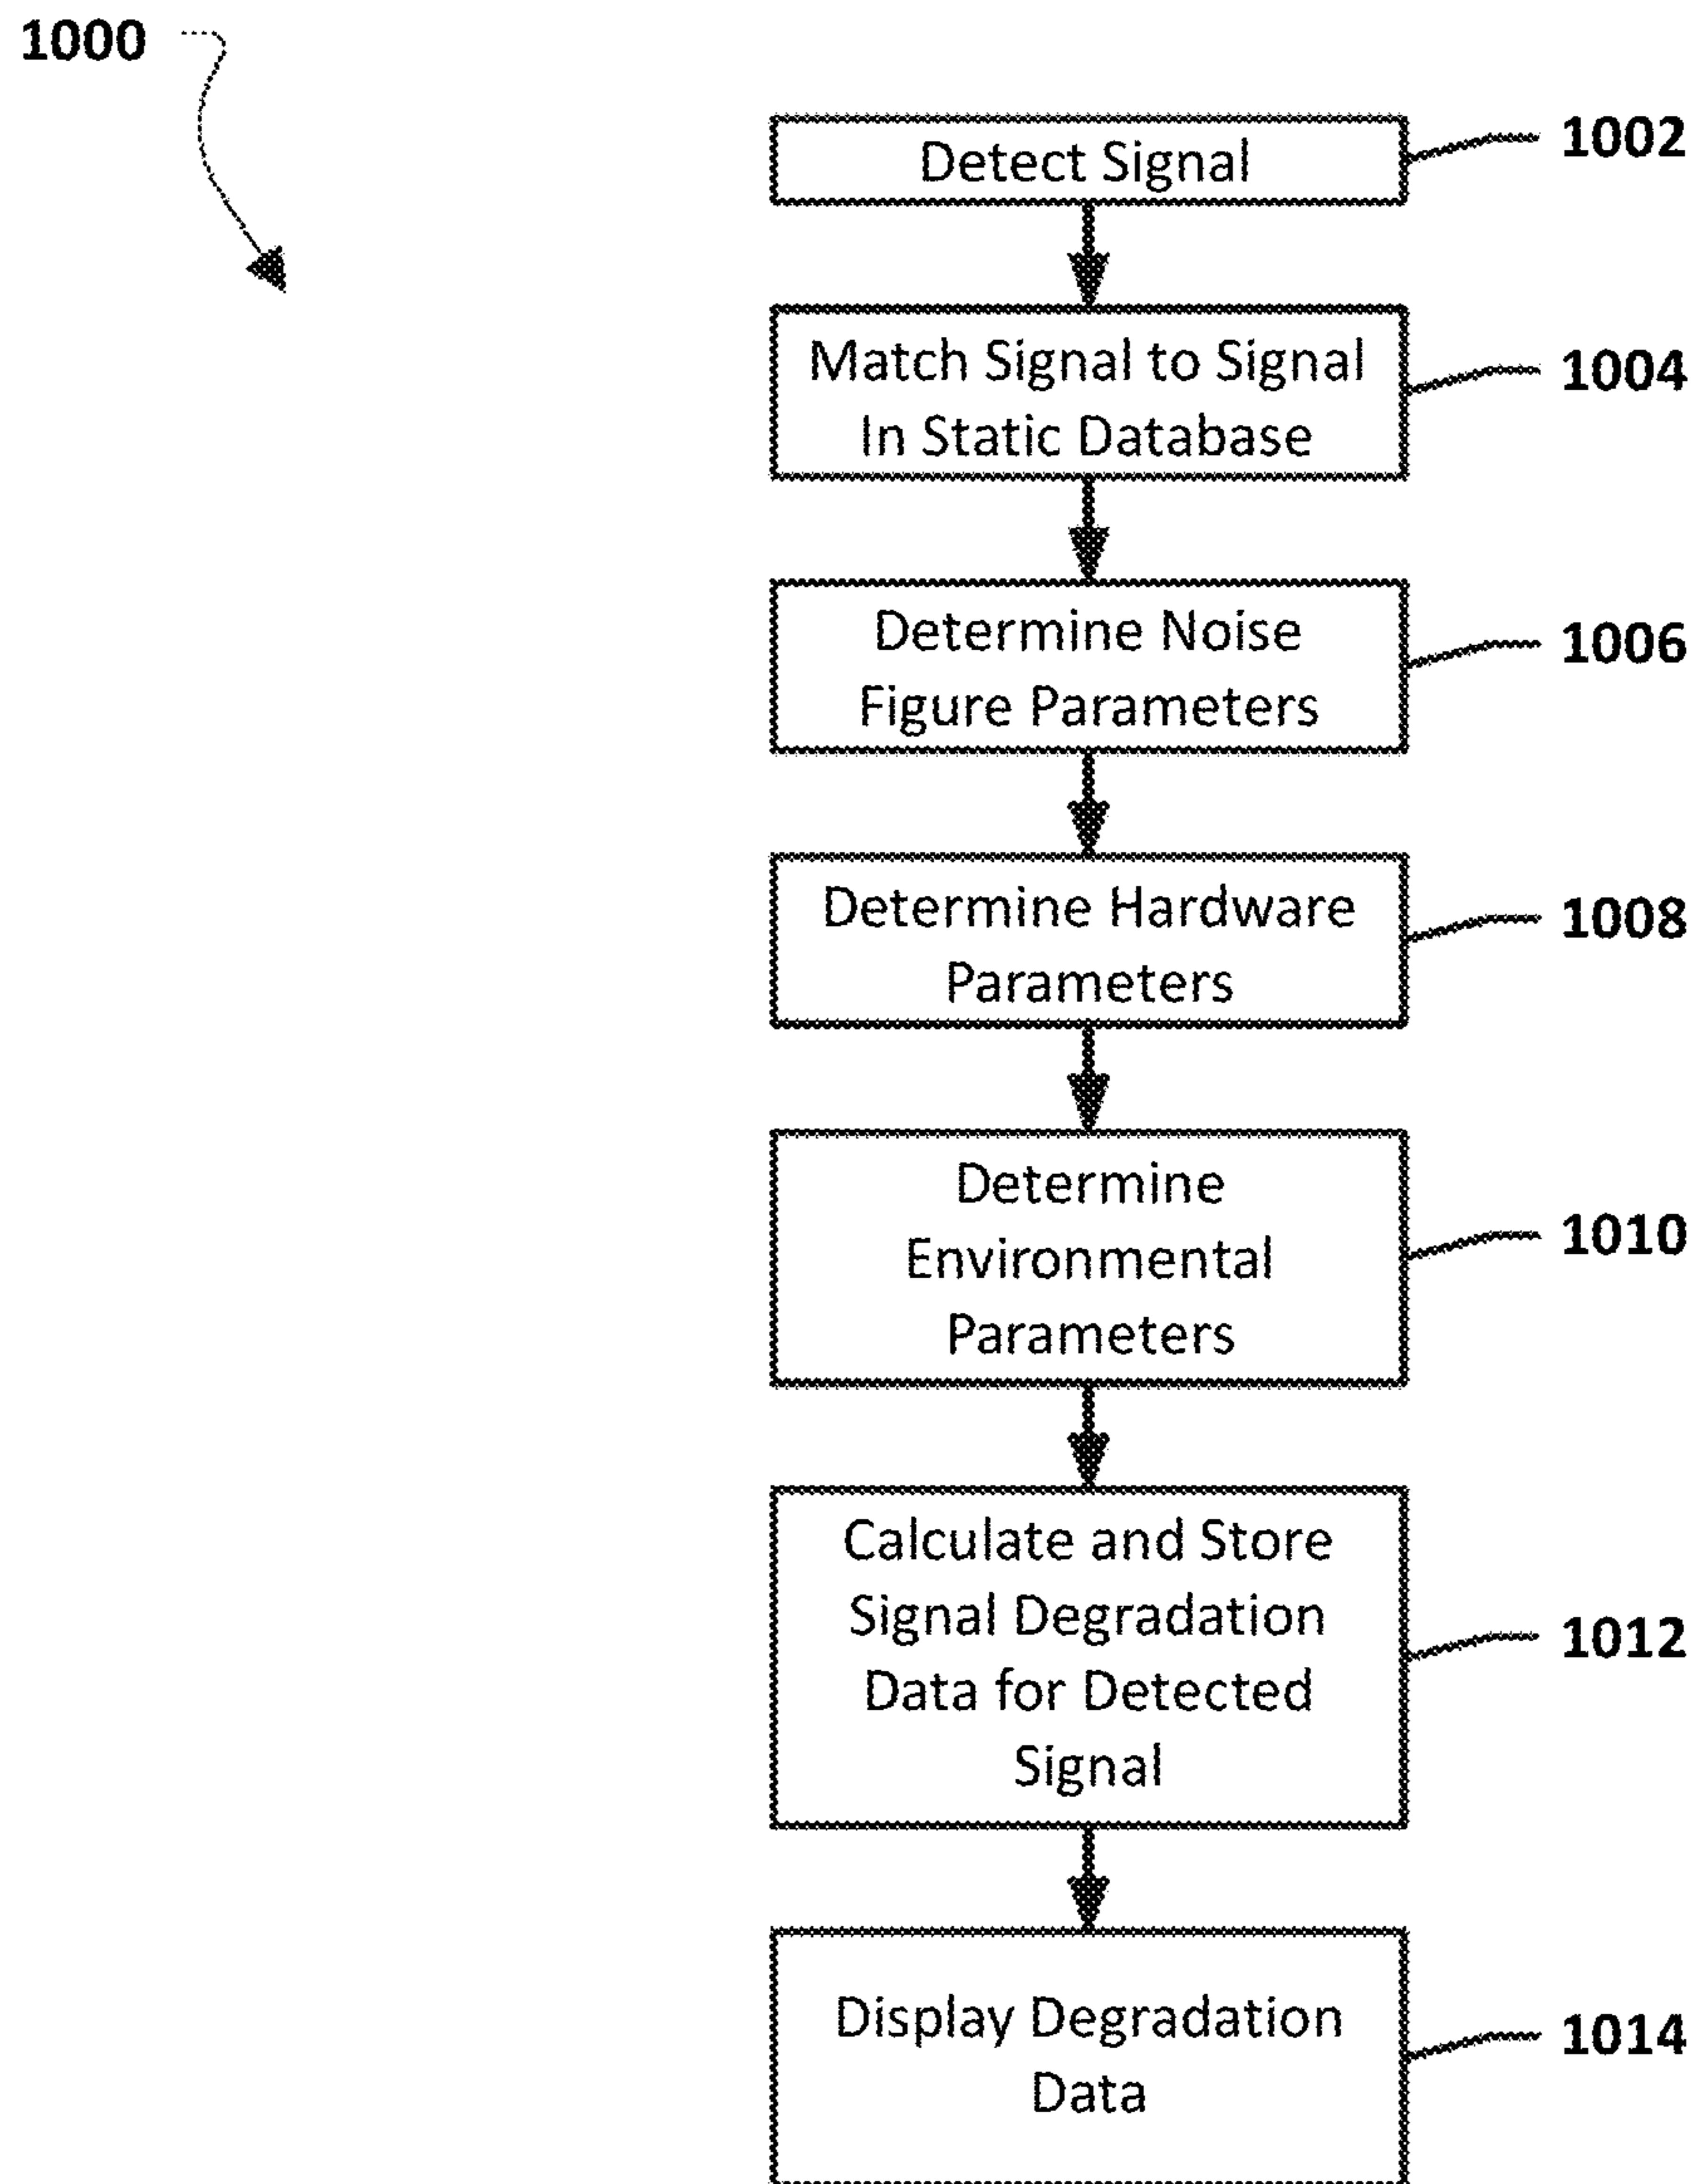 1000
Detect Signal
1002
Match Signal to Signal
In Static Database
1004
Determine Noise
Figure Parameters
1006
Determine Hardware
Parameters
1008
Determine
Environmental
Parameters
1010
Calculate and Store
Signal Degradation
Data for Detected
Signal
1012
Display Degradation
Data
1014